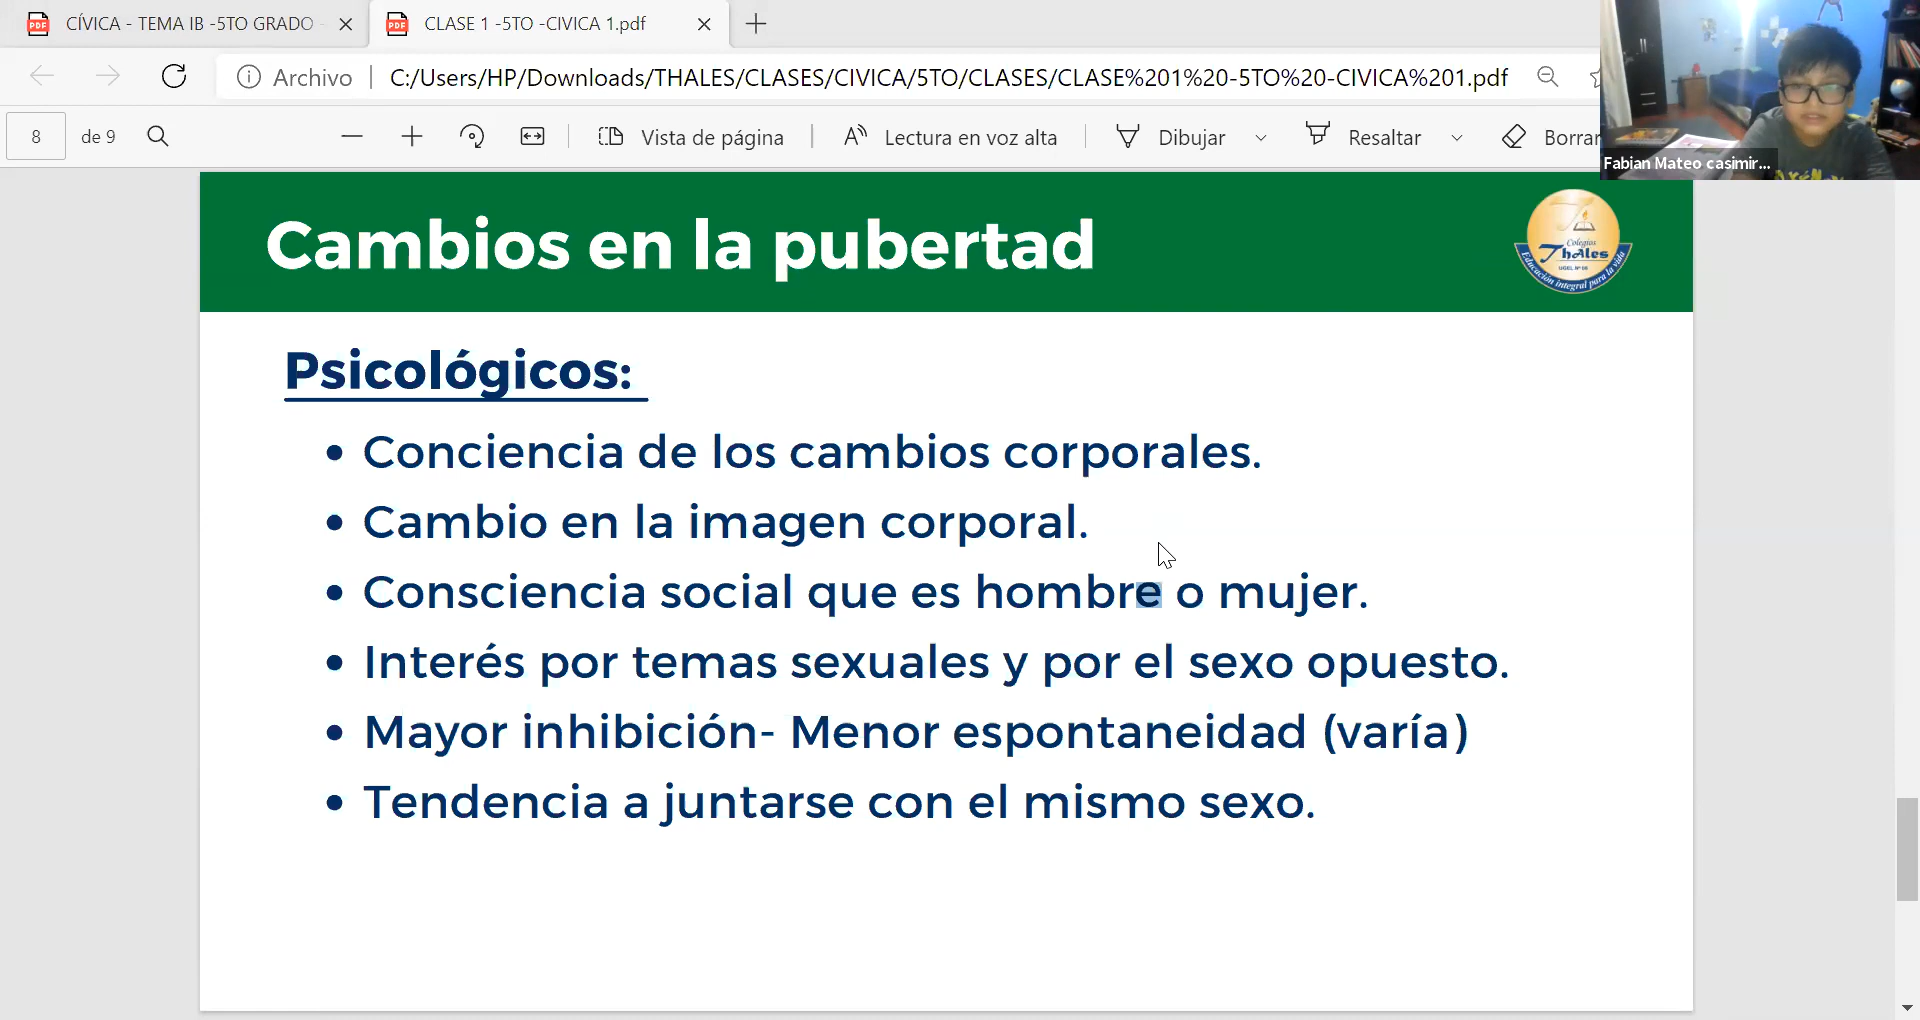 CÍVICA - TEMA IB -5TO GRADO
CLASE 1 -5TO -CIVICA 1.pdf
Archivo
C:/Users/HP/Downloads/THALES/CLASES/CIVICA/5TO/CLASES/CLASE%201%20-5TO%20-CIVICA%201.pdf
8 de 9
Vista de página
Lectura en voz alta
Dibujar
Resaltar
Borrar
Fabian Mateo casimir...
Cambios en la pubertad
Colegios
Thales
UGEL Nº 06
Educación integral para la vida
Psicológicos:
• Conciencia de los cambios corporales.
• Cambio en la imagen corporal.
• Consciencia social que es hombre o mujer.
• Interés por temas sexuales y por el sexo opuesto.
• Mayor inhibición- Menor espontaneidad (varía)
• Tendencia a juntarse con el mismo sexo.